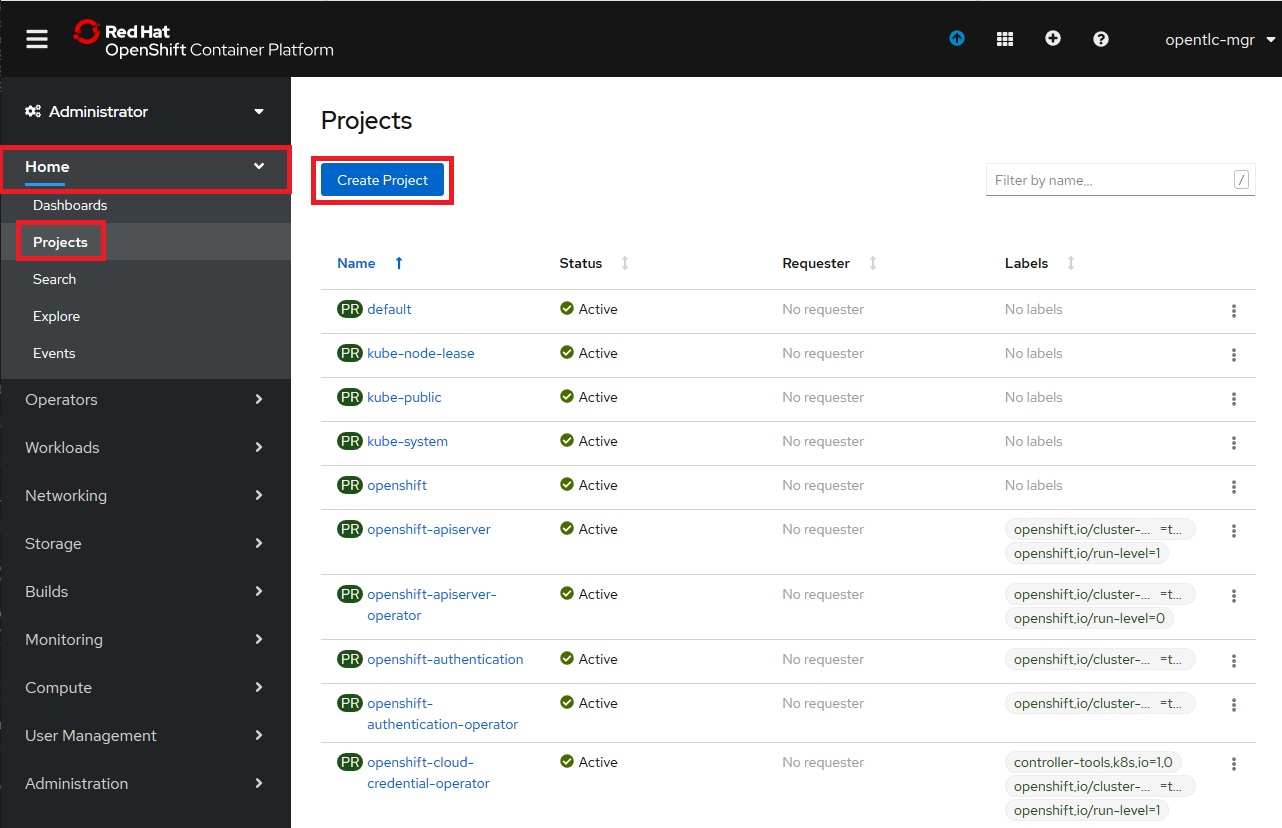 Red Hat
OpenShift Container Platform
opentlc-mgr
Administrator
Home
Dashboards
Projects
Search
Explore
Events
Operators
Workloads
Networking
Storage
Builds
Monitoring
Compute
User Management
Administration
Projects
Create Project
Filter by name...
/
Name Status Requester Labels
PR default Active No requester No labels
PR kube-node-lease Active No requester No labels
PR kube-public Active No requester No labels
PR kube-system Active No requester No labels
PR openshift Active No requester No labels
PR openshift-apiserver Active No requester openshift.io/cluster-... =t...
openshift.io/run-level=1
PR openshift-apiserver- Active No requester openshift.io/cluster-... =t...
operator openshift.io/run-level=0
PR openshift-authentication Active No requester openshift.io/cluster-... =t...
PR openshift- Active No requester openshift.io/cluster-... =t...
authentication-operator
PR openshift-cloud- Active No requester controller-tools.k8s.io=1.0
credential-operator openshift.io/cluster-... =t...
openshift.io/run-level=1